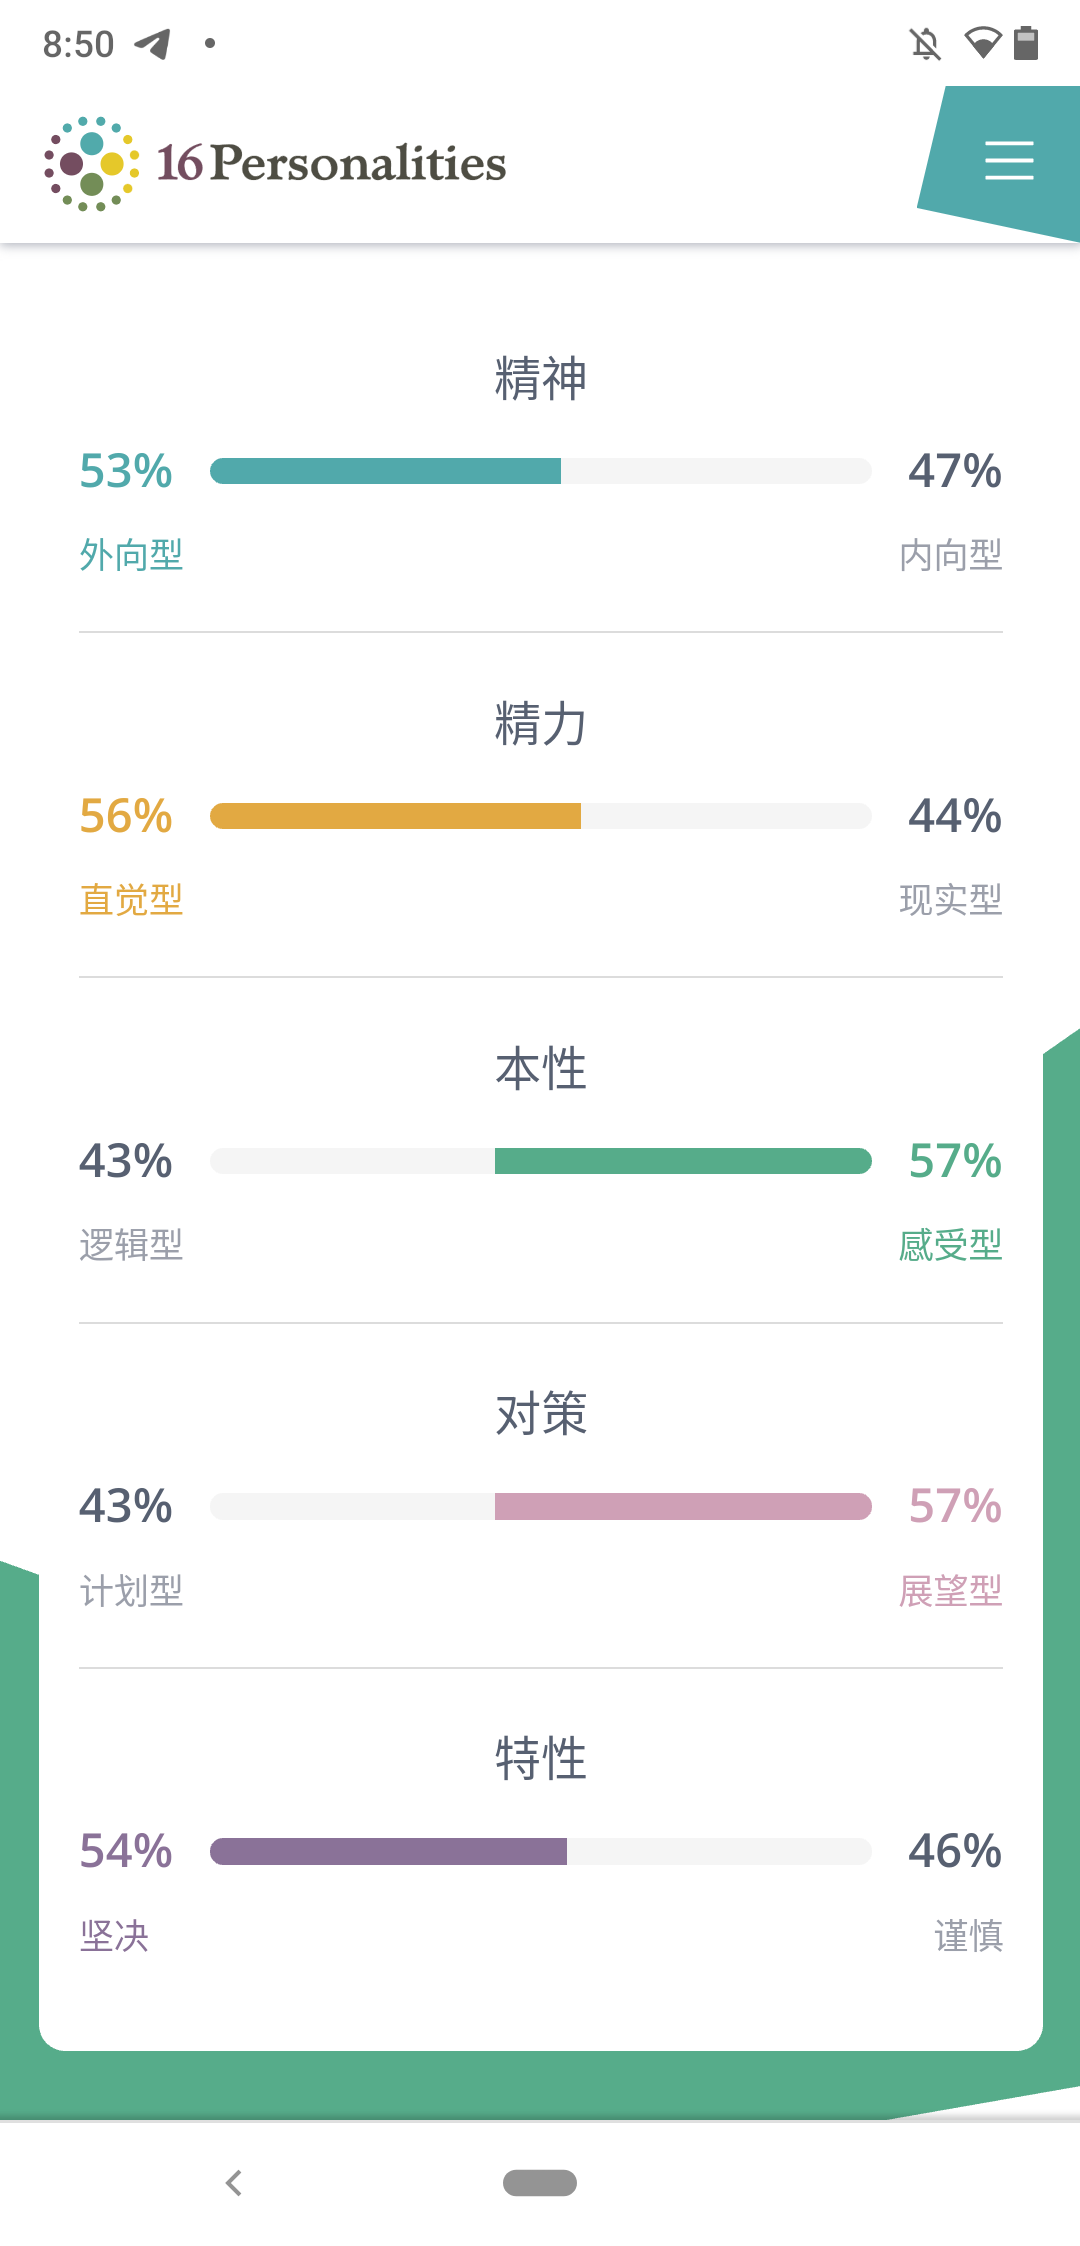 8:50
16Personalities
精神
53% 47%
外向型 内向型
精力
56% 44%
直觉型 现实型
本性
43% 57%
逻辑型 感受型
对策
43% 57%
计划型 展望型
特性
54% 46%
坚决 谨慎